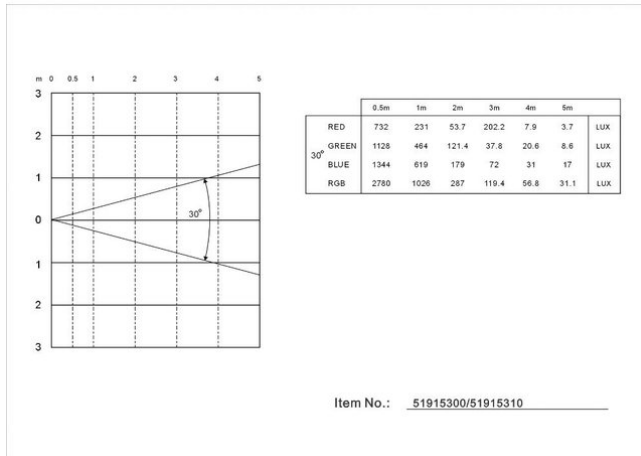 m 0 0.5 1 2 3 4 5
3
2
1
0
1
2
3
30°
0.5m 1m 2m 3m 4m 5m
30°
RED 732 231 53.7 202.2 7.9 3.7 LUX
GREEN 1128 464 121.4 37.8 20.6 8.6 LUX
BLUE 1344 619 179 72 31 17 LUX
RGB 2780 1026 287 119.4 56.8 31.1 LUX
Item No.: 51915300/51915310